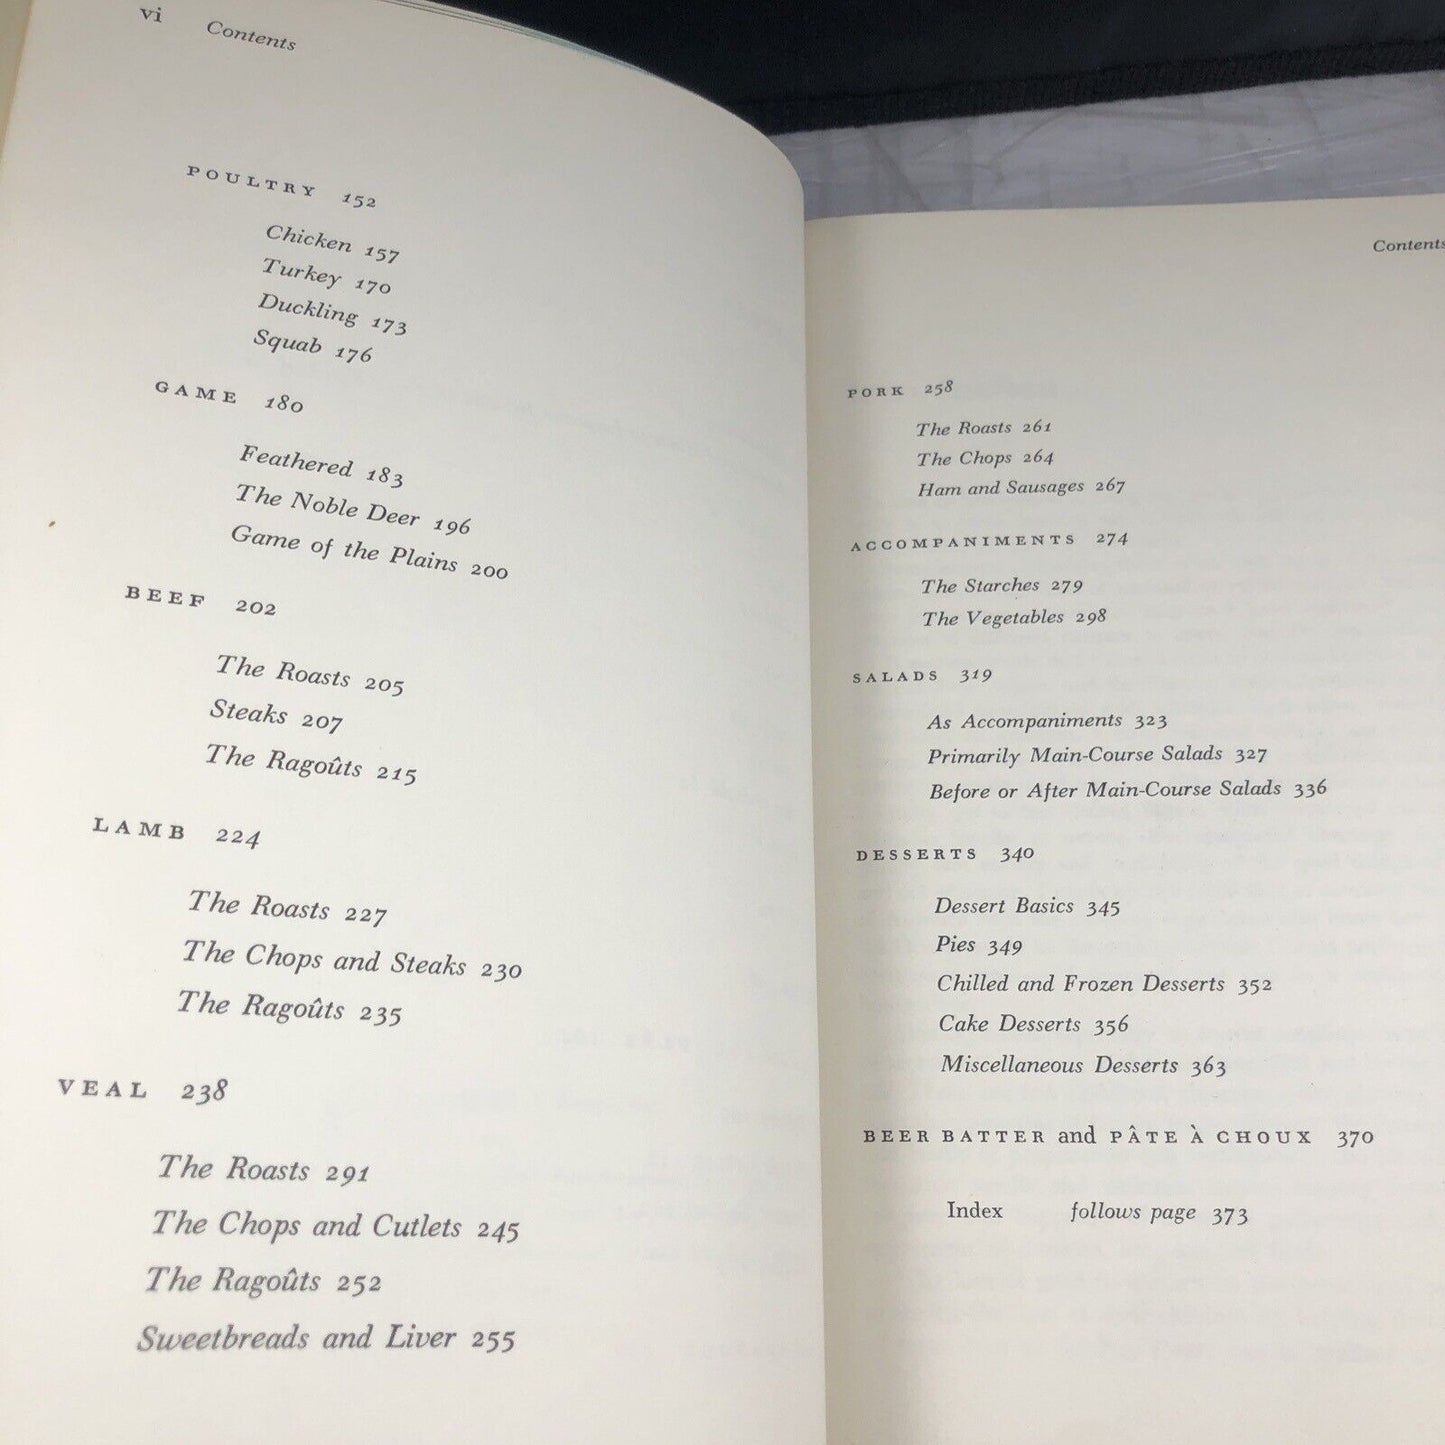 vi Contents
POULTRY 152
Chicken 157
Turkey 170
Duckling 173
Squab 176
GAME 180
Feathered 183
The Noble Deer 196
Game of the Plains 200
BEEF 202
The Roasts 205
Steaks 207
The Ragoûts 215
LAMB 224
The Roasts 227
The Chops and Steaks 230
The Ragoûts 235
VEAL 238
The Roasts 291
The Chops and Cutlets 245
The Ragoûts 252
Sweetbreads and Liver 255
Contents
PORK 258
The Roasts 261
The Chops 264
Ham and Sausages 267
ACCOMPANIMENTS 274
The Starches 279
The Vegetables 298
SALADS 319
As Accompaniments 323
Primarily Main-Course Salads 327
Before or After Main-Course Salads 336
DESSERTS 340
Dessert Basics 345
Pies 349
Chilled and Frozen Desserts 352
Cake Desserts 356
Miscellaneous Desserts 363
BEER BATTER and PÂTE À CHOUX 370
Index follows page 373